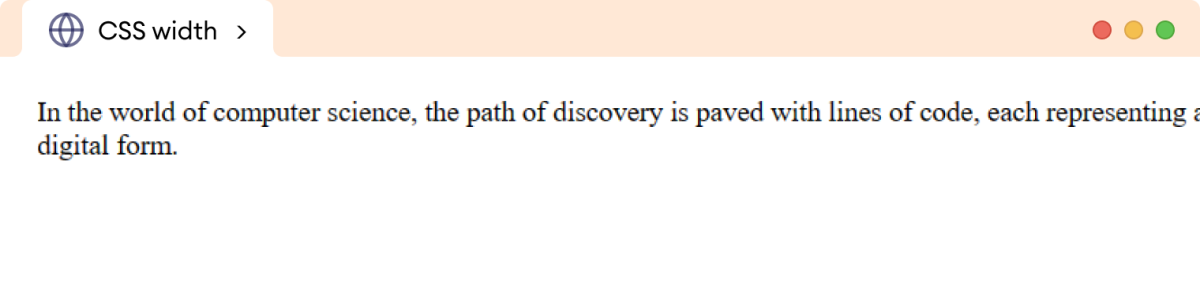 CSS width
In the world of computer science, the path of discovery is paved with lines of code, each representing
digital form.